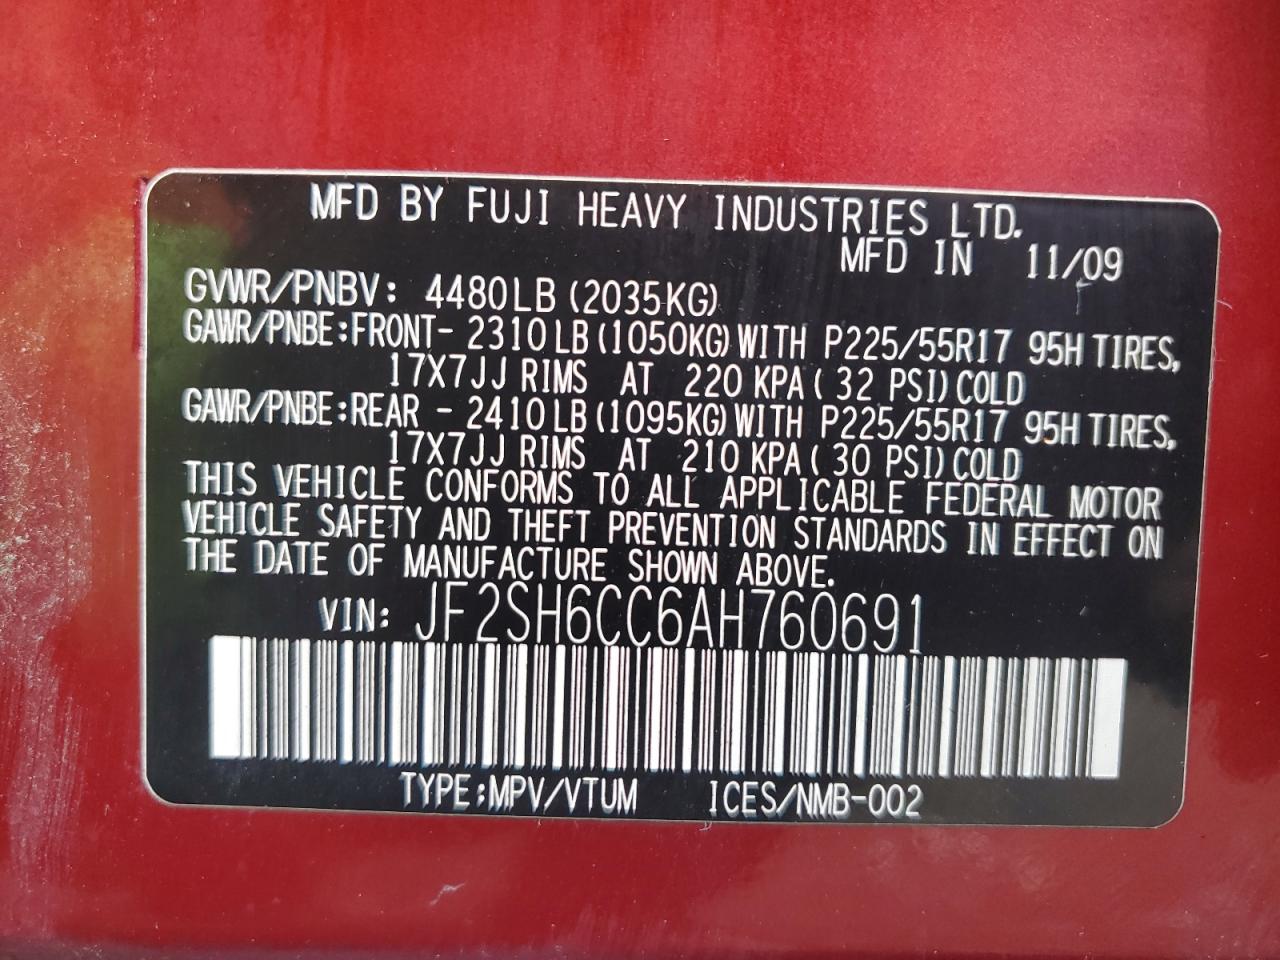 MFD BY FUJI HEAVY INDUSTRIES LTD.
MFD IN 11/09
GVWR/PNBV: 4480LB (2035KG)
GAWR/PNBE:FRONT- 2310LB(1050KG)WITH P225/55R17 95H TIRES,
17X7JJ RIMS AT 220 KPA( 32 PSI)COLD
GAWR/PNBE:REAR - 2410LB(1095KG)WITH P225/55R17 95H TIRES,
17X7JJ RIMS AT 210 KPA( 30 PSI)COLD
THIS VEHICLE CONFORMS TO ALL APPLICABLE FEDERAL MOTOR
VEHICLE SAFETY AND THEFT PREVENTION STANDARDS IN EFFECT ON
THE DATE OF MANUFACTURE SHOWN ABOVE.
VIN: JF2SH6CC6AH760691
TYPE:MPV/VTUM ICES/NMB-002